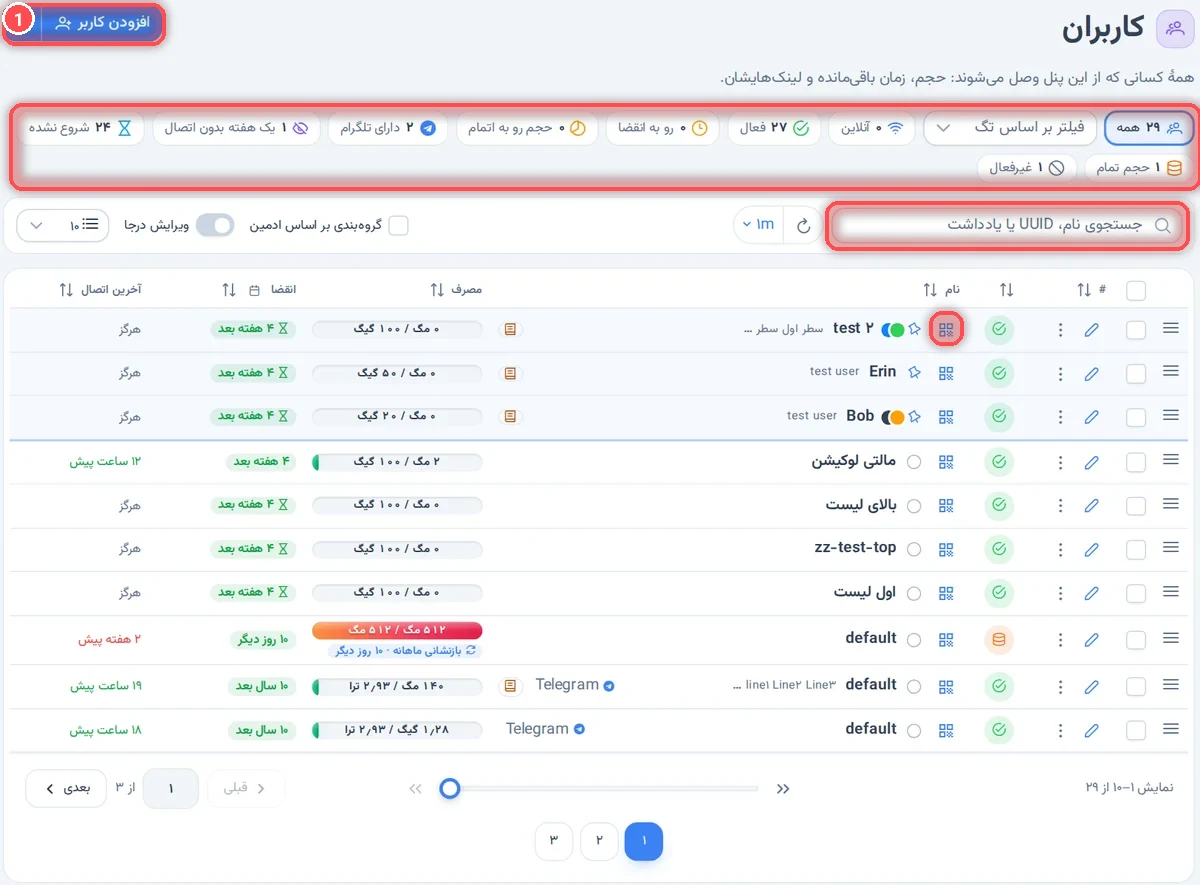 کاربران
افزودن کاربر
1
همهٔ کسانی که از این پنل وصل می‌شوند: حجم، زمان باقی‌مانده و لینک‌هایشان.
۲۹ همه
فیلتر بر اساس تگ
۰ آنلاین
۲۷ فعال
۰ رو به انقضا
۰ حجم رو به اتمام
۲ دارای تلگرام
۱ یک هفته بدون اتصال
۲۴ شروع نشده
۱ حجم تمام
۱ غیرفعال
جستجوی نام، UUID یا یادداشت
۱m
گروه‌بندی بر اساس ادمین
ویرایش درجا
۱۰
# نام مصرف انقضا آخرین اتصال
test ۲ سطر اول سطر ... ۰ مگ / ۱۰۰ گیگ ۴ هفته بعد هرگز
Erin test user ۰ مگ / ۵۰ گیگ ۴ هفته بعد هرگز
Bob test user ۰ مگ / ۲۰ گیگ ۴ هفته بعد هرگز
مالتی لوکیشن ۲ مگ / ۱۰۰ گیگ ۴ هفته بعد ۱۲ ساعت پیش
بالای لیست ۰ مگ / ۱۰۰ گیگ ۴ هفته بعد هرگز
zz-test-top ۰ مگ / ۱۰۰ گیگ ۴ هفته بعد هرگز
اول لیست ۰ مگ / ۱۰۰ گیگ ۴ هفته بعد هرگز
default ۵۱۲ مگ / ۵۱۲ مگ ۱۰ روز دیگر ۲ هفته پیش
بازنشانی ماهانه · ۱۰ روز دیگر
default line۱ Line۲ Line۳ ... Telegram ۱۴۰ مگ / ۲٫۹۳ ترا ۱۰ سال بعد ۱۹ ساعت پیش
default Telegram ۱٫۲۸ گیگ / ۲٫۹۳ ترا ۱۰ سال بعد ۱۸ ساعت پیش
نمایش ۱–۱۰ از ۲۹
قبلی ۱ از ۳ بعدی
۱ ۲ ۳